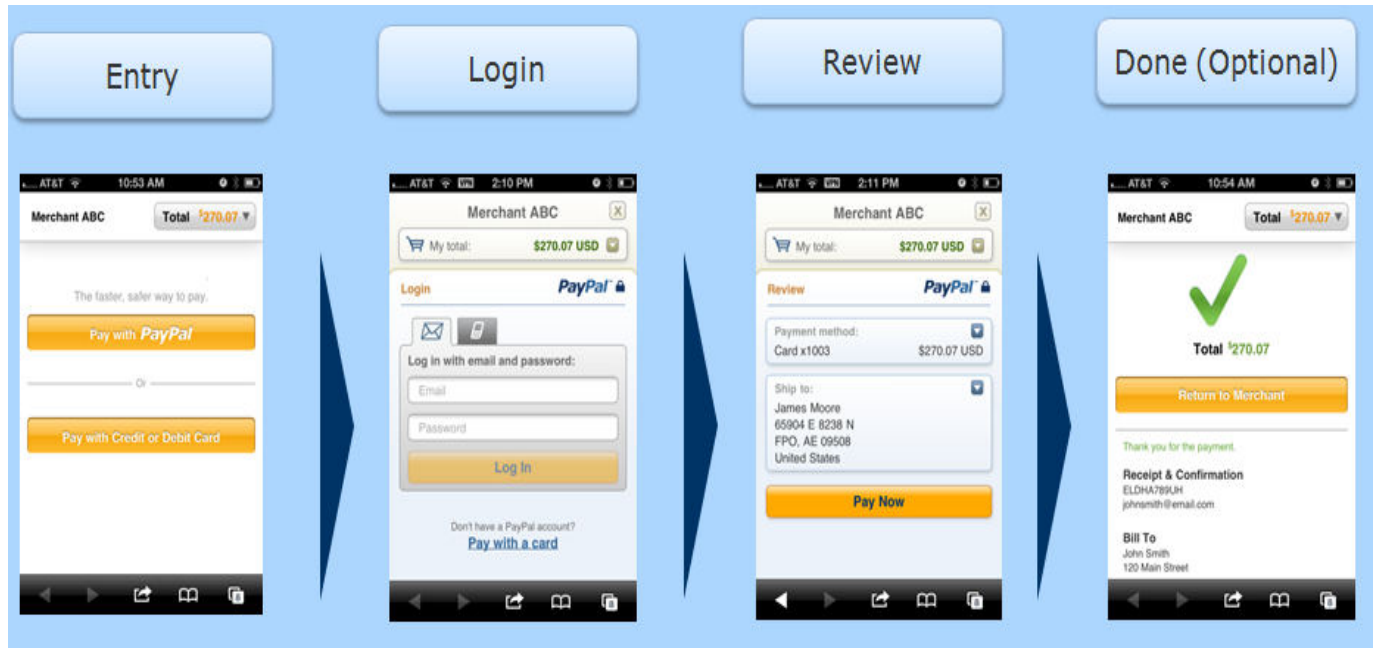 Entry
Login
Review
Done (Optional)
AT&T 10:53 AM
Merchant ABC Total $270.07
The faster, safer way to pay.
Pay with PayPal
Or
Pay with Credit or Debit Card
AT&T VPN 2:10 PM
Merchant ABC X
My total: $270.07 USD
Login PayPal
Log in with email and password:
Email
Password
Log In
Don't have a PayPal account?
Pay with a card
AT&T VPN 2:11 PM
Merchant ABC X
My total: $270.07 USD
Review PayPal
Payment method:
Card x1003 $270.07 USD
Ship to:
James Moore
65904 E 8238 N
FPO, AE 09508
United States
Pay Now
AT&T 10:54 AM
Merchant ABC Total $270.07
Total $270.07
Return to Merchant
Thank you for the payment.
Receipt & Confirmation
ELDHA789UH
johnsmith@email.com
Bill To
John Smith
120 Main Street